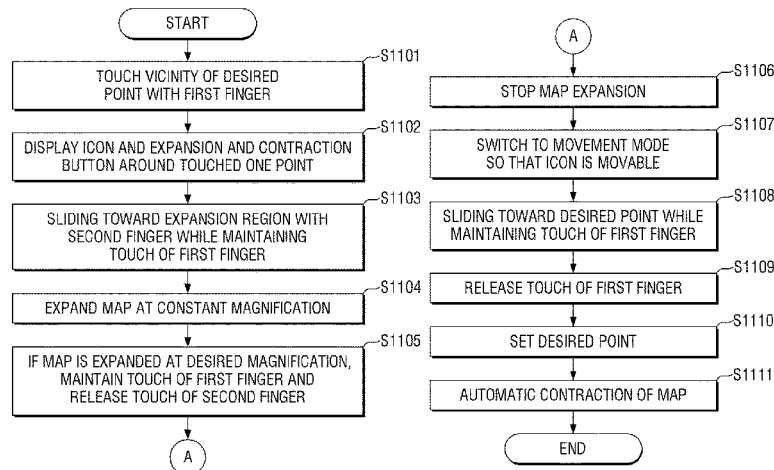 START
S1101
TOUCH VICINITY OF DESIRED
POINT WITH FIRST FINGER
S1102
DISPLAY ICON AND EXPANSION AND CONTRACTION
BUTTON AROUND TOUCHED ONE POINT
S1103
SLIDING TOWARD EXPANSION REGION WITH
SECOND FINGER WHILE MAINTAINING
TOUCH OF FIRST FINGER
S1104
EXPAND MAP AT CONSTANT MAGNIFICATION
S1105
IF MAP IS EXPANDED AT DESIRED MAGNIFICATION,
MAINTAIN TOUCH OF FIRST FINGER AND
RELEASE TOUCH OF SECOND FINGER
A
A
S1106
STOP MAP EXPANSION
S1107
SWITCH TO MOVEMENT MODE
SO THAT ICON IS MOVABLE
S1108
SLIDING TOWARD DESIRED POINT WHILE
MAINTAINING TOUCH OF FIRST FINGER
S1109
RELEASE TOUCH OF FIRST FINGER
S1110
SET DESIRED POINT
S1111
AUTOMATIC CONTRACTION OF MAP
END